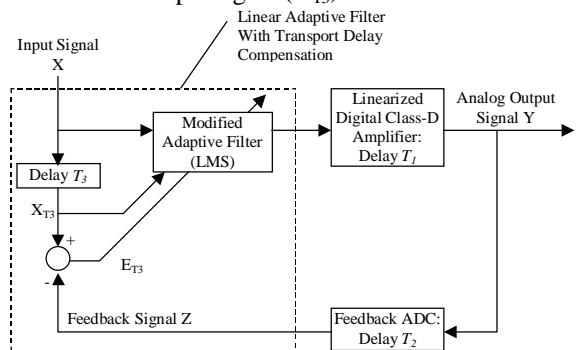 Linear Adaptive Filter
With Transport Delay
Compensation
Input Signal
X
Modified
Adaptive Filter
(LMS)
Linearized
Digital Class-D
Amplifier:
Delay T1
Analog Output
Signal Y
Delay T3
XT3
+
ET3
-
Feedback Signal Z
Feedback ADC:
Delay T2